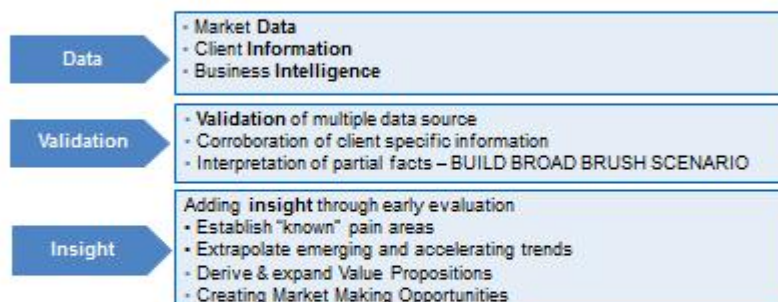 Data
- Market Data
- Client Information
- Business Intelligence
Validation
- Validation of multiple data source
- Corroboration of client specific information
- Interpretation of partial facts – BUILD BROAD BRUSH SCENARIO
Insight
Adding insight through early evaluation
▪ Establish "known" pain areas
▪ Extrapolate emerging and accelerating trends
- Derive & expand Value Propositions
- Creating Market Making Opportunities